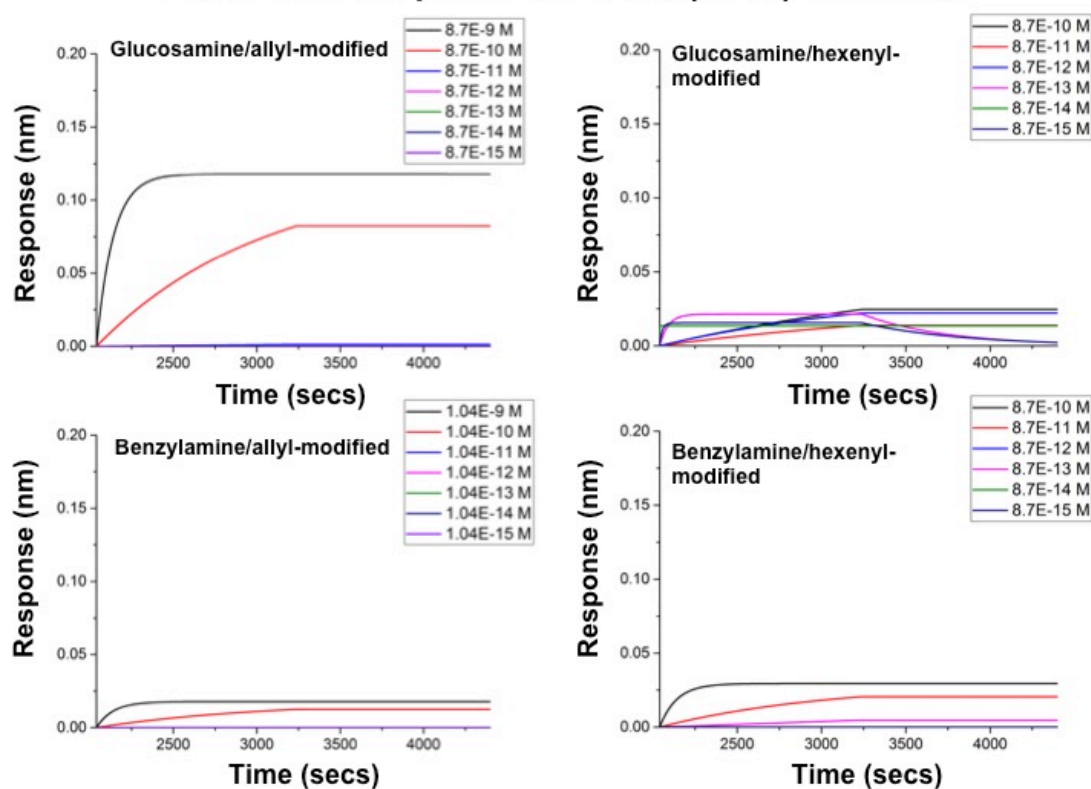 Glucosamine/allyl-modified
8.7E-9 M
8.7E-10 M
8.7E-11 M
8.7E-12 M
8.7E-13 M
8.7E-14 M
8.7E-15 M
Response (nm)
0.20
0.15
0.10
0.05
0.00
2500
3000
3500
4000
Time (secs)
Glucosamine/hexenyl-
modified
8.7E-10 M
8.7E-11 M
8.7E-12 M
8.7E-13 M
8.7E-14 M
8.7E-15 M
Response (nm)
0.20
0.15
0.10
0.05
0.00
2500
3000
3500
4000
Time (secs)
Benzylamine/allyl-modified
1.04E-9 M
1.04E-10 M
1.04E-11 M
1.04E-12 M
1.04E-13 M
1.04E-14 M
1.04E-15 M
Response (nm)
0.20
0.15
0.10
0.05
0.00
2500
3000
3500
4000
Time (secs)
Benzylamine/hexenyl-
modified
8.7E-10 M
8.7E-11 M
8.7E-12 M
8.7E-13 M
8.7E-14 M
8.7E-15 M
Response (nm)
0.20
0.15
0.10
0.05
0.00
2500
3000
3500
4000
Time (secs)